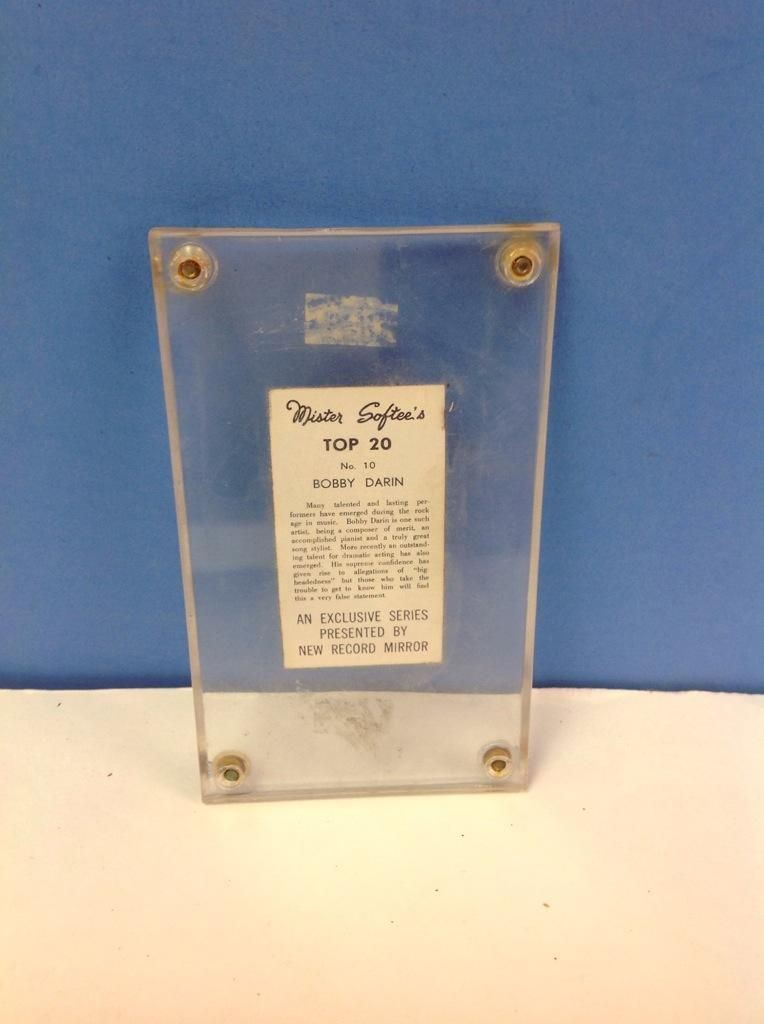 Mister Softee's
TOP 20
No. 10
BOBBY DARIN
Many talented and lasting per-
formers have emerged during the rock
age in music. Bobby Darin is one such
artist, being a composer of merit, an
accomplished pianist and a truly great
song stylist. More recently an outstand-
ing talent for dramatic acting has also
emerged. His supreme confidence has
given rise to allegations of "big
headedness" but those who take the
trouble to get to know him will find
this a very false statement
AN EXCLUSIVE SERIES
PRESENTED BY
NEW RECORD MIRROR